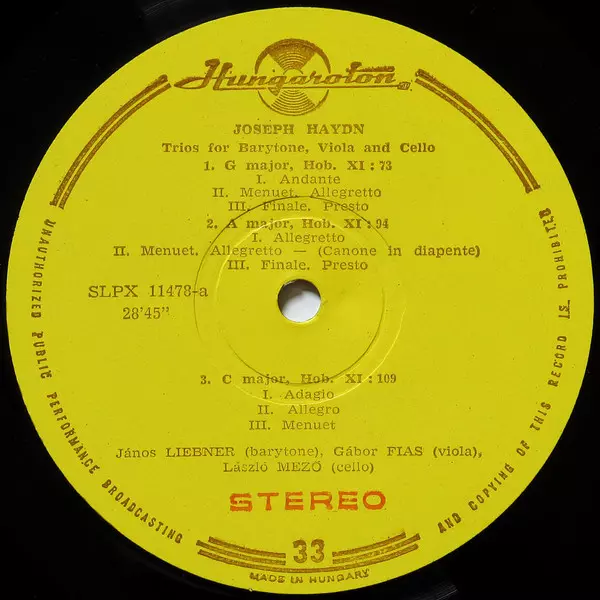 Hungaroton
JOSEPH HAYDN
Trios for Barytone, Viola and Cello
1. G major, Hob. XI : 73
I. Andante
II. Menuet. Allegretto
III. Finale. Presto
2. A major, Hob. XI : 94
I. Allegretto
II. Menuet. Allegretto — (Canone in diapente)
III. Finale. Presto
SLPX 11478-a
28'45"
3. C major, Hob. XI : 109
I. Adagio
II. Allegro
III. Menuet
János LIEBNER (barytone), Gábor FIAS (viola),
László MEZŐ (cello)
STEREO
33
MADE IN HUNGARY
UNAUTHORIZED PUBLIC PERFORMANCE BROADCASTING
AND COPYING OF THIS RECORD IS PROHIBITED